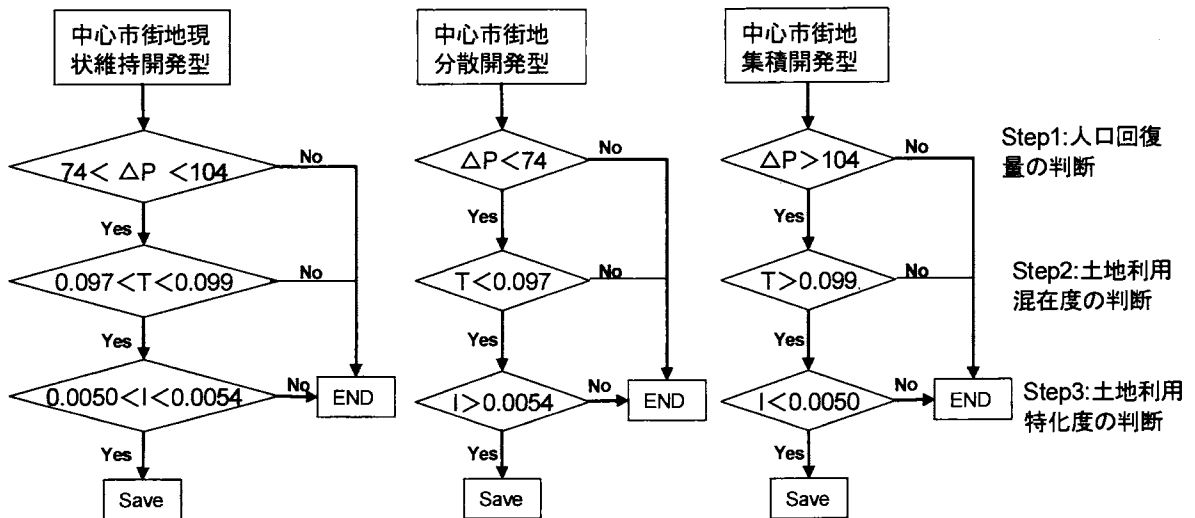 中心市街地現
状維持開発型
中心市街地
分散開発型
中心市街地
集積開発型
74< △P <104
No
△P<74
No
△P>104
No
Step1:人口回復
量の判断
Yes
Yes
Yes
0.097<T<0.099
No
T<0.097
No
T>0.099
No
Step2:土地利用
混在度の判断
Yes
Yes
Yes
0.0050<I<0.0054
No
END
I>0.0054
No
END
I<0.0050
No
END
Step3:土地利用
特化度の判断
Yes
Yes
Yes
Save
Save
Save